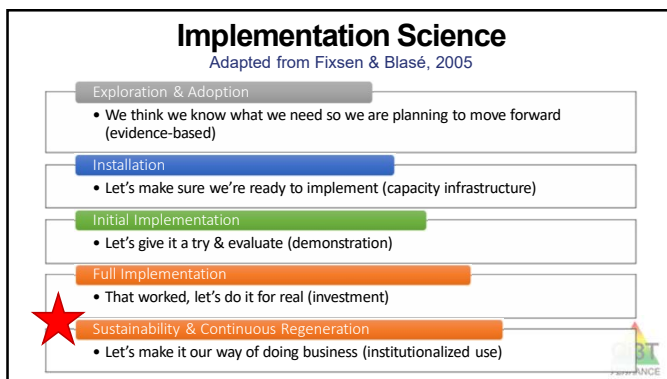 Implementation Science
Adapted from Fixsen & Blasé, 2005
Exploration & Adoption
• We think we know what we need so we are planning to move forward
(evidence-based)
Installation
• Let’s make sure we’re ready to implement (capacity infrastructure)
Initial Implementation
• Let’s give it a try & evaluate (demonstration)
Full Implementation
• That worked, let’s do it for real (investment)
Sustainability & Continuous Regeneration
• Let’s make it our way of doing business (institutionalized use)